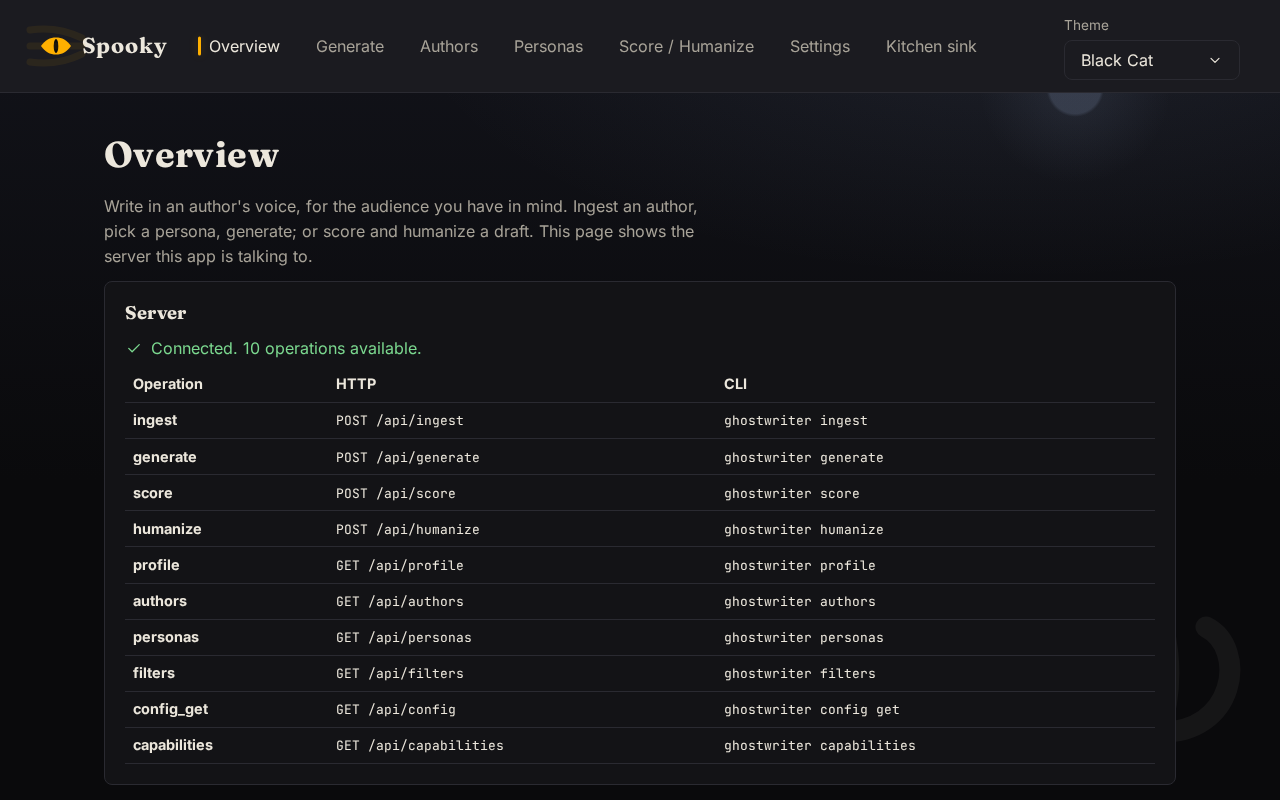 Spooky
Overview
Generate
Authors
Personas
Score / Humanize
Settings
Kitchen sink
Theme
Black Cat
Overview
Write in an author's voice, for the audience you have in mind. Ingest an author,
pick a persona, generate; or score and humanize a draft. This page shows the
server this app is talking to.
Server
Connected. 10 operations available.
Operation HTTP CLI
ingest POST /api/ingest ghostwriter ingest
generate POST /api/generate ghostwriter generate
score POST /api/score ghostwriter score
humanize POST /api/humanize ghostwriter humanize
profile GET /api/profile ghostwriter profile
authors GET /api/authors ghostwriter authors
personas GET /api/personas ghostwriter personas
filters GET /api/filters ghostwriter filters
config_get GET /api/config ghostwriter config get
capabilities GET /api/capabilities ghostwriter capabilities